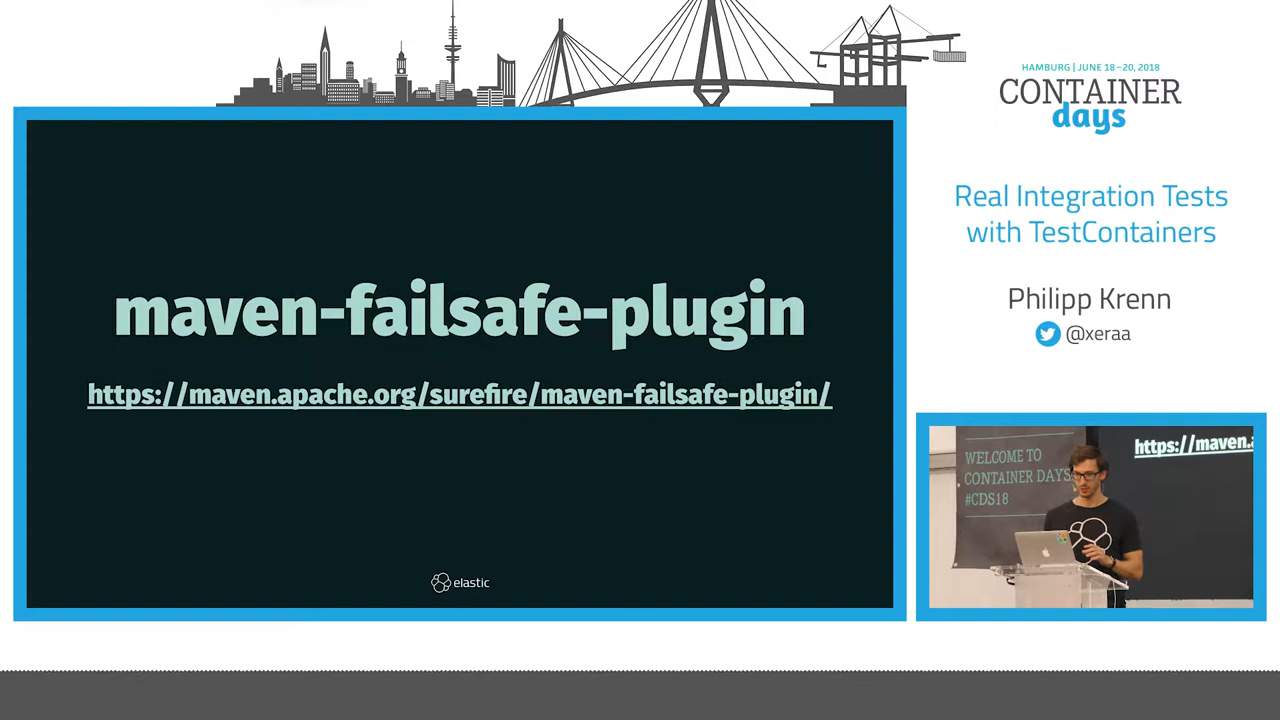 HAMBURG | JUNE 18–20, 2018
CONTAINER
days
Real Integration Tests
with TestContainers
Philipp Krenn
@xeraa
maven-failsafe-plugin
https://maven.apache.org/surefire/maven-failsafe-plugin/
elastic
WELCOME TO
CONTAINER DAYS
#CDS18
https://maven.a